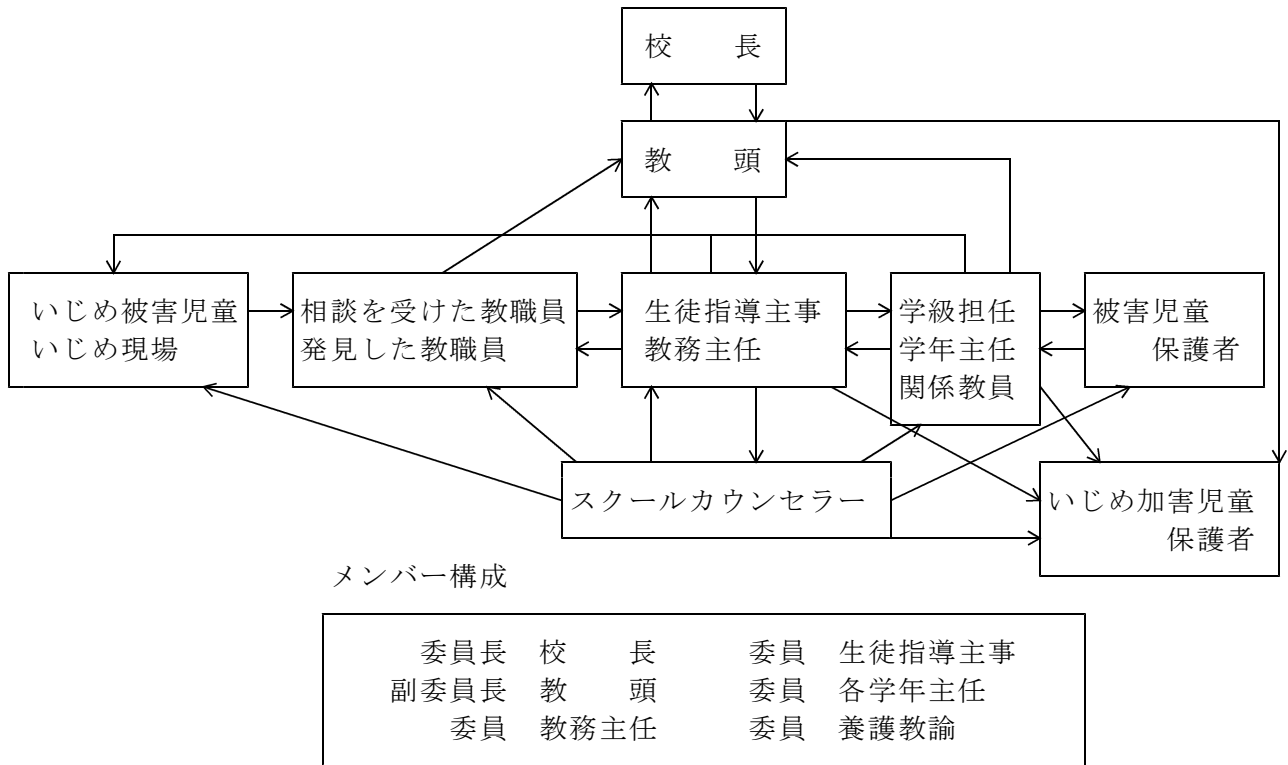 校　　長
教　　頭
いじめ被害児童
いじめ現場
相談を受けた教職員
発見した教職員
生徒指導主事
教務主任
学級担任
学年主任
関係教員
被害児童
保護者
スクールカウンセラー
いじめ加害児童
保護者
メンバー構成
委員長　校　　長　　　委員　生徒指導主事
副委員長　教　　頭　　　委員　各学年主任
委員　教務主任　　　委員　養護教諭